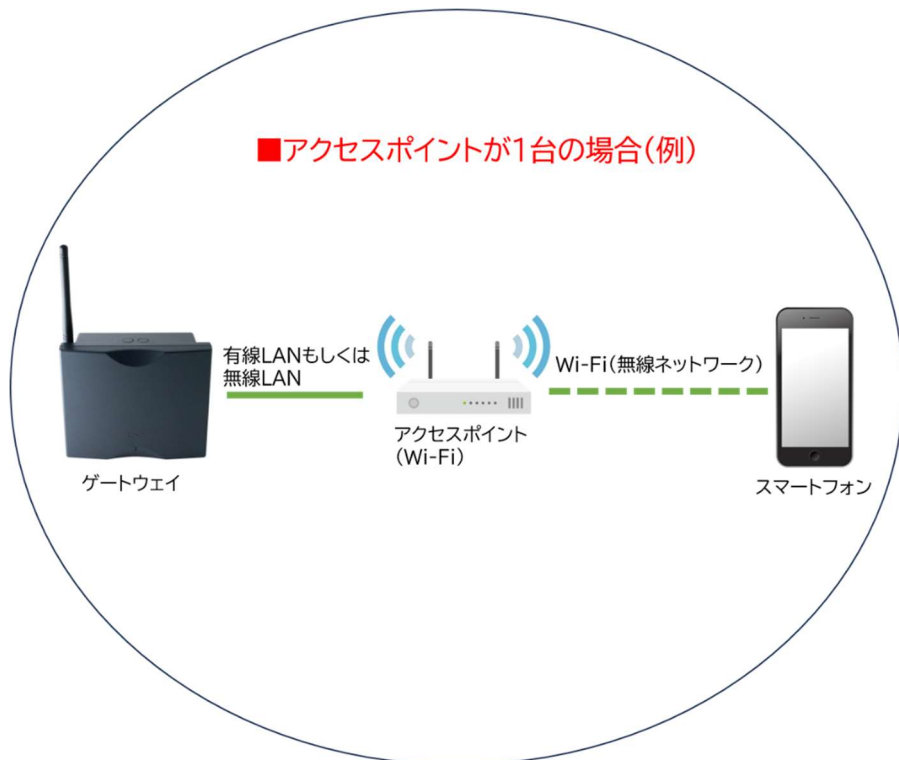 ■アクセスポイントが1台の場合(例)
有線LANもしくは
無線LAN
Wi-Fi(無線ネットワーク)
アクセスポイント
(Wi-Fi)
ゲートウェイ
スマートフォン